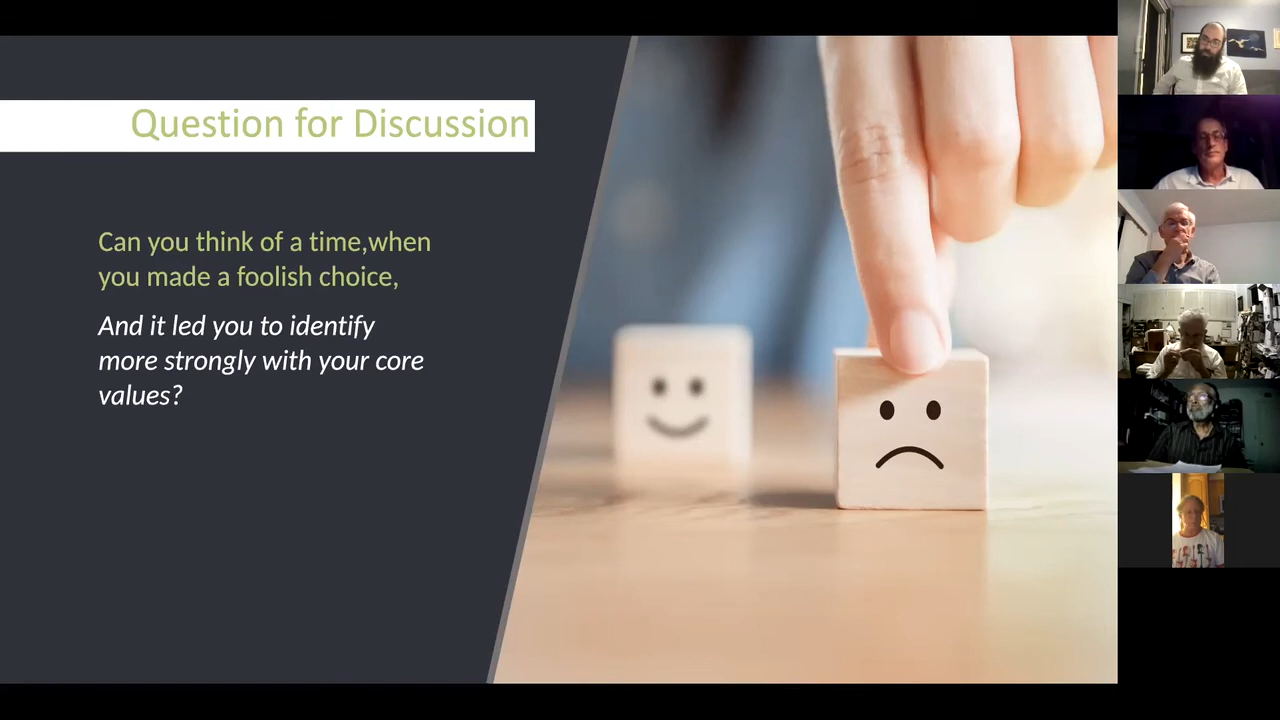 Question for Discussion
Can you think of a time,when
you made a foolish choice,
And it led you to identify
more strongly with your core
values?